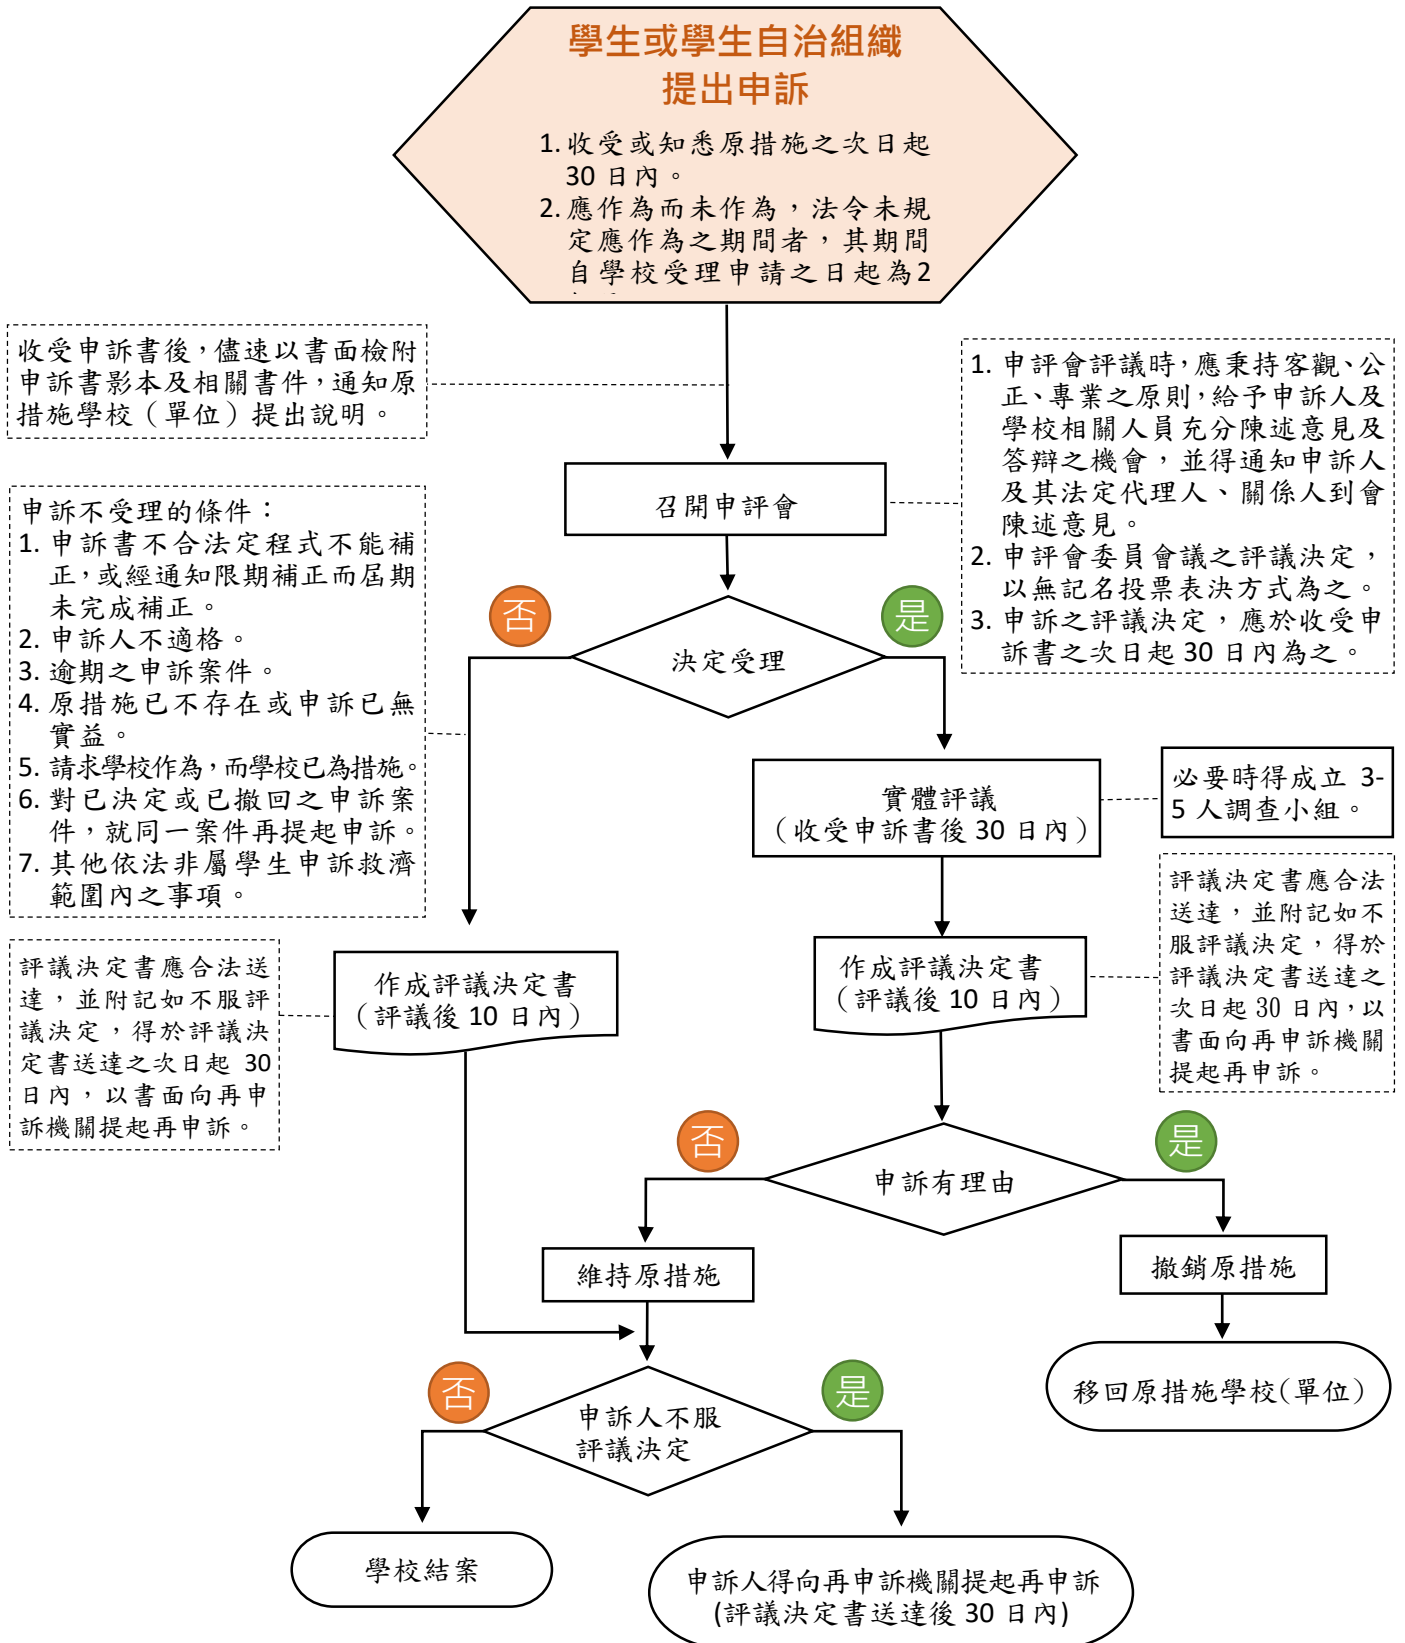 學生或學生自治組織
提出申訴
1. 收受或知悉原措施之次日起
30 日內。
2. 應作為而未作為，法令未規
定應作為之期間者，其期間
自學校受理申請之日起為2
收受申訴書後，儘速以書面檢附
申訴書影本及相關書件，通知原
措施學校（單位）提出說明。
1. 申評會評議時，應秉持客觀、公
正、專業之原則，給予申訴人及
學校相關人員充分陳述意見及
答辯之機會，並得通知申訴人
及其法定代理人、關係人到會
陳述意見。
2. 申評會委員會議之評議決定，
以無記名投票表決方式為之。
3. 申訴之評議決定，應於收受申
訴書之次日起 30 日內為之。
召開申評會
申訴不受理的條件：
1. 申訴書不合法定程式不能補
正，或經通知限期補正而屆期
未完成補正。
2. 申訴人不適格。
3. 逾期之申訴案件。
4. 原措施已不存在或申訴已無
實益。
5. 請求學校作為，而學校已為措施。
6. 對已決定或已撤回之申訴案
件，就同一案件再提起申訴。
7. 其他依法非屬學生申訴救濟
範圍內之事項。
否
是
決定受理
實體評議
（收受申訴書後 30 日內）
必要時得成立 3-
5 人調查小組。
評議決定書應合法
送達，並附記如不
服評議決定，得於
評議決定書送達之
次日起 30 日內，以
書面向再申訴機關
提起再申訴。
評議決定書應合法送
達，並附記如不服評
議決定，得於評議決
定書送達之次日起 30
日內，以書面向再申
訴機關提起再申訴。
作成評議決定書
（評議後 10 日內）
作成評議決定書
（評議後 10 日內）
否
是
申訴有理由
維持原措施
撤銷原措施
否
是
申訴人不服
評議決定
移回原措施學校(單位)
學校結案
申訴人得向再申訴機關提起再申訴
(評議決定書送達後 30 日內)